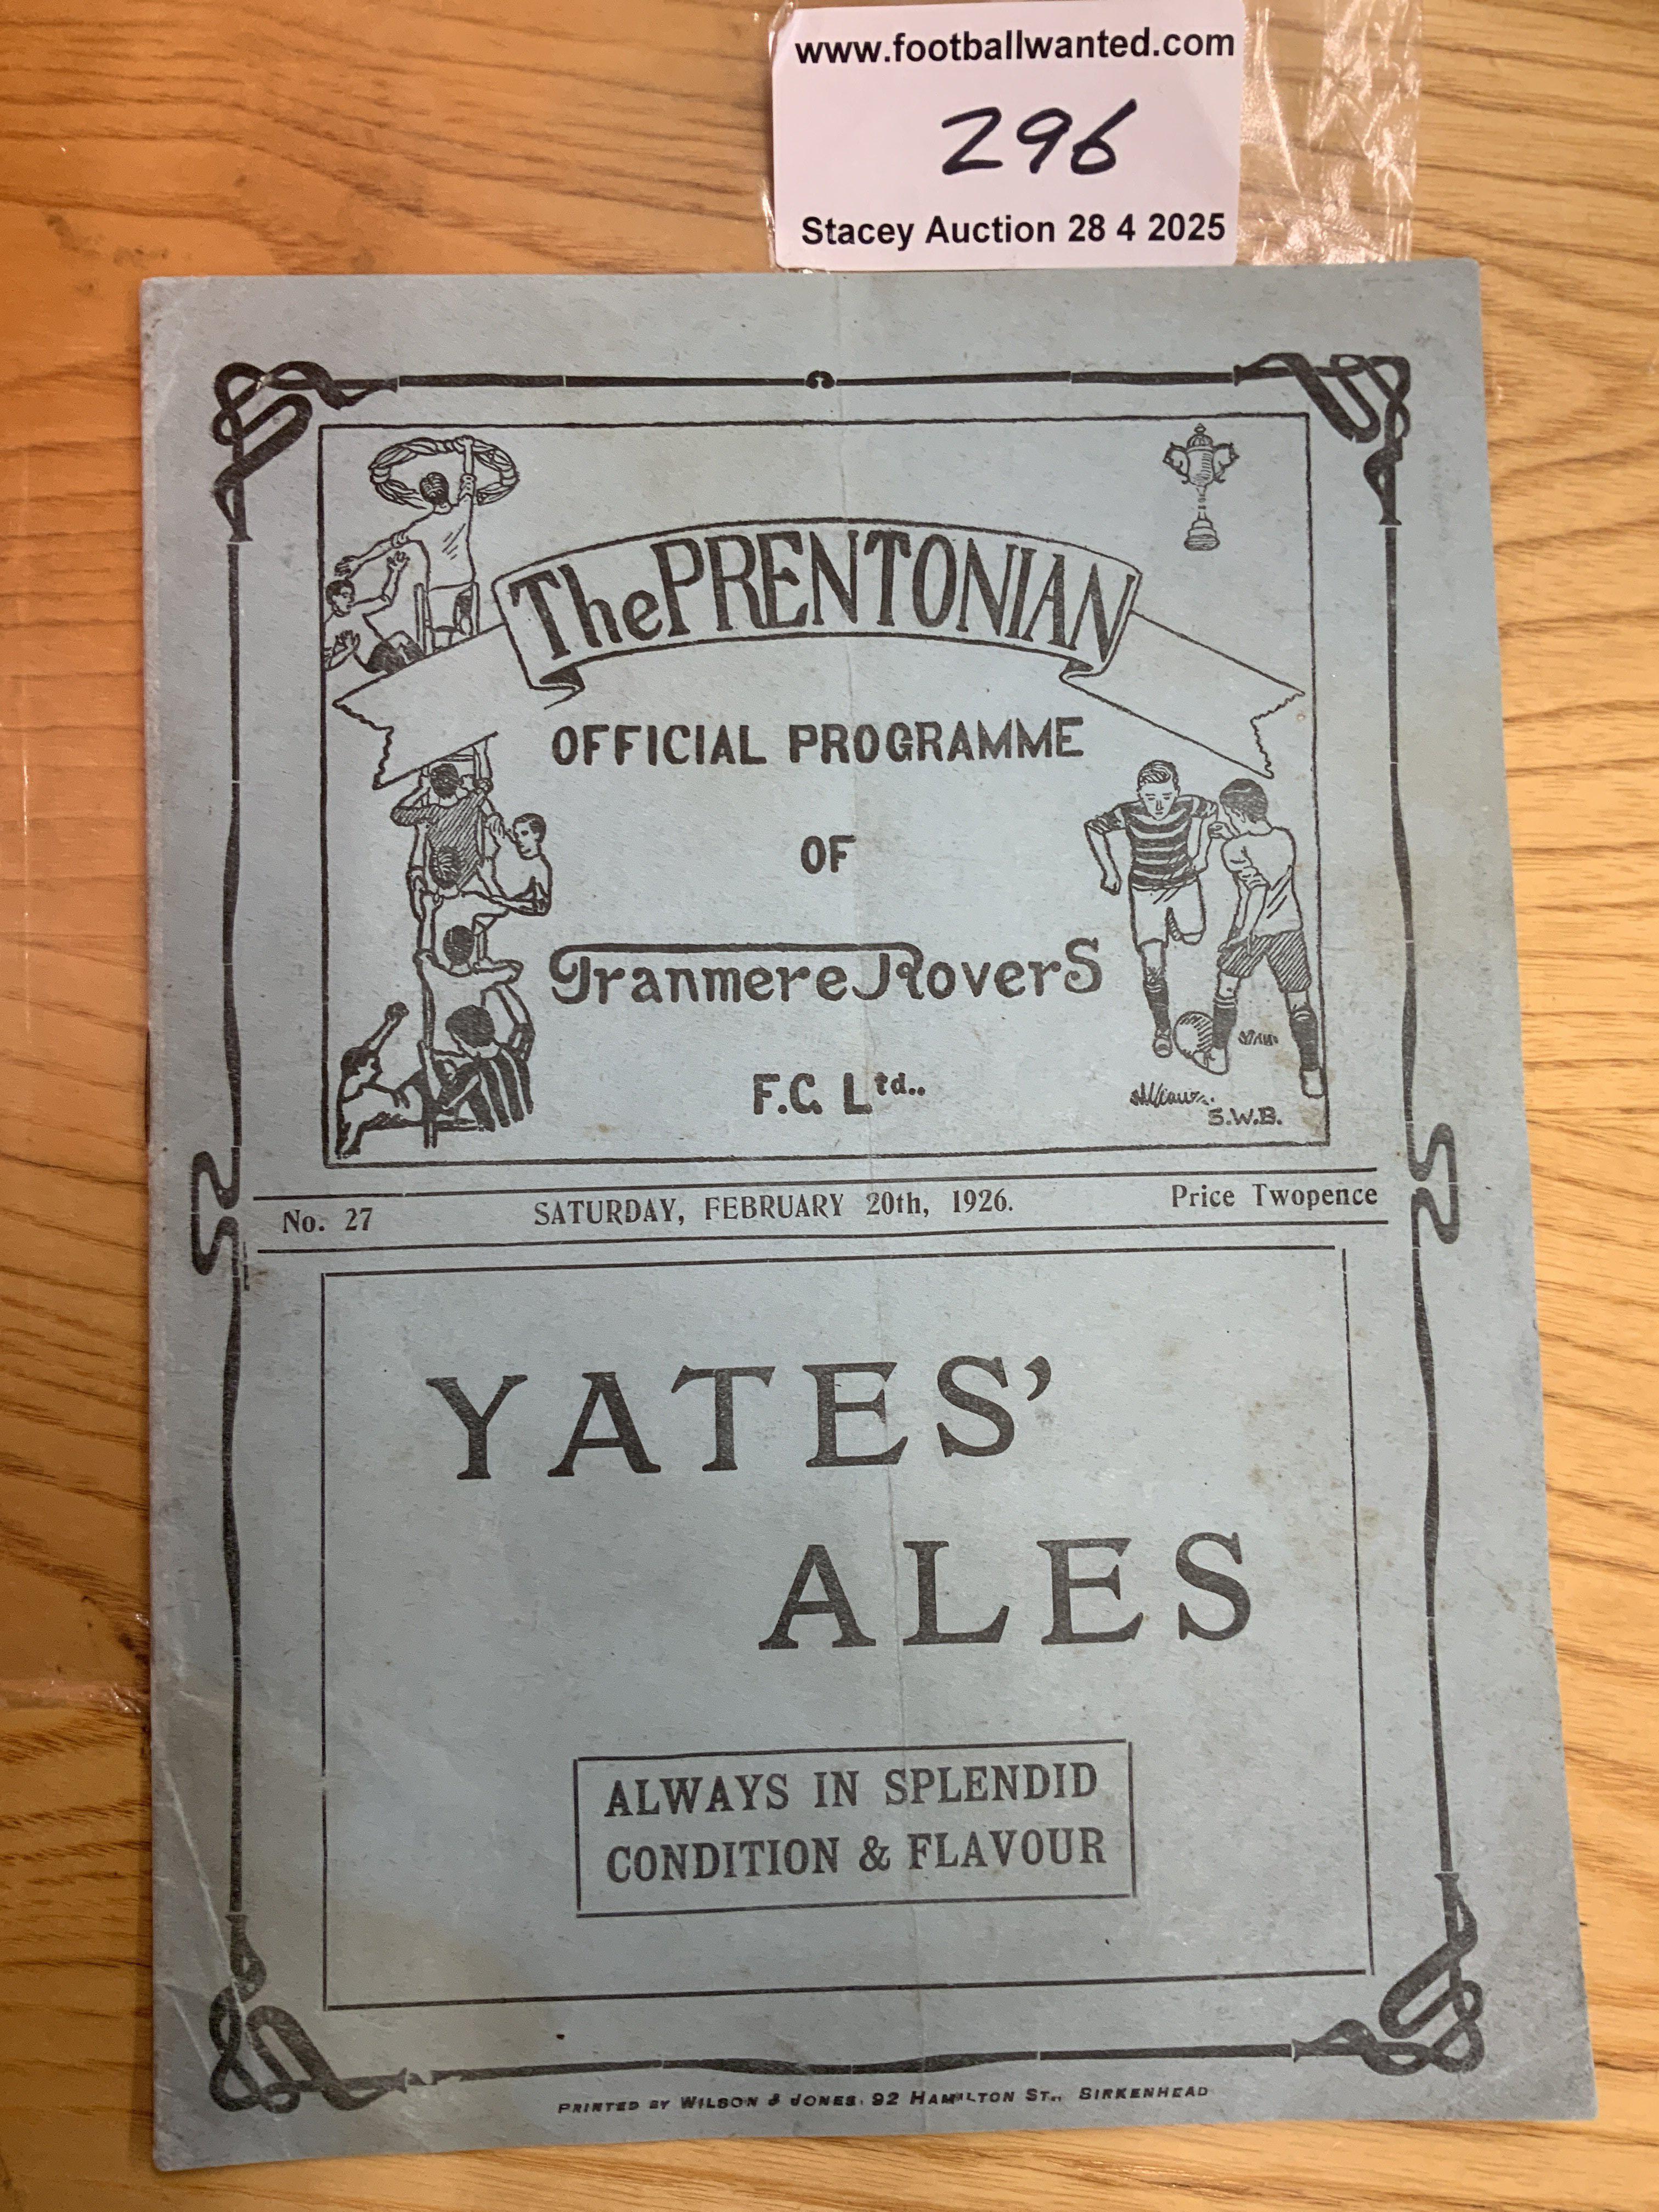 www.footballwanted.com
296
Stacey Auction 28 4 2025
The PRENTONIAN
OFFICIAL PROGRAMME
OF
Tranmere Rovers
F.C. Ltd..
S.W.B.
No. 27 SATURDAY, FEBRUARY 20th, 1926. Price Twopence
YATES'
ALES
ALWAYS IN SPLENDID
CONDITION & FLAVOUR
PRINTED BY WILSON & JONES, 92 HAMILTON ST., BIRKENHEAD